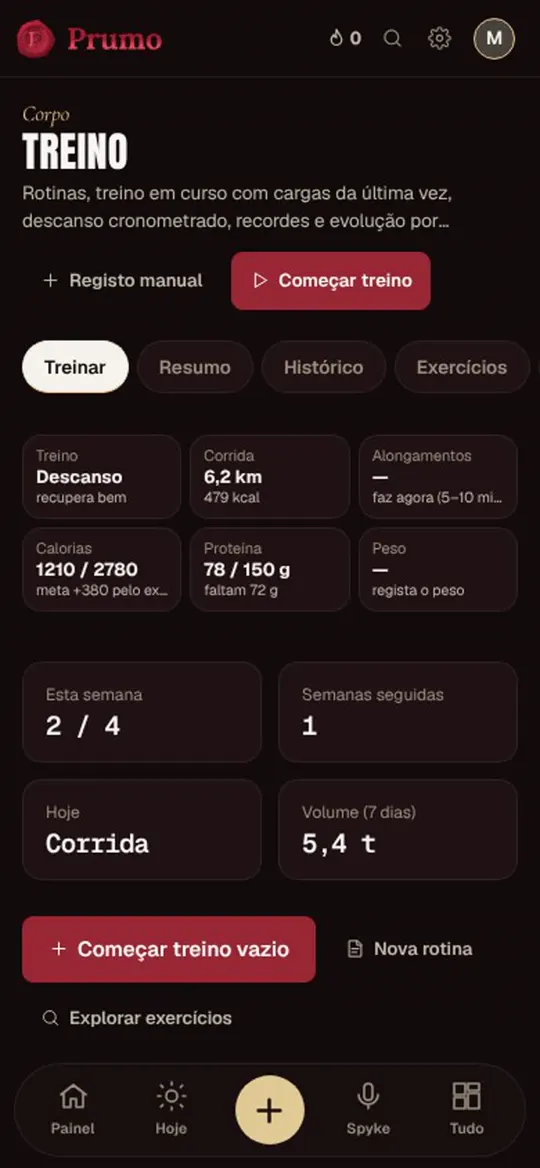 Prumo
0
M
Corpo
TREINO
Rotinas, treino em curso com cargas da última vez,
descanso cronometrado, recordes e evolução por...
+ Registo manual
Começar treino
Treinar
Resumo
Histórico
Exercícios
Treino
Descanso
recupera bem
Corrida
6,2 km
479 kcal
Alongamentos
—
faz agora (5–10 mi...
Calorias
1210 / 2780
meta +380 pelo ex...
Proteína
78 / 150 g
faltam 72 g
Peso
—
regista o peso
Esta semana
2 / 4
Semanas seguidas
1
Hoje
Corrida
Volume (7 dias)
5,4 t
+ Começar treino vazio
Nova rotina
Explorar exercícios
Painel
Hoje
+
Spyke
Tudo